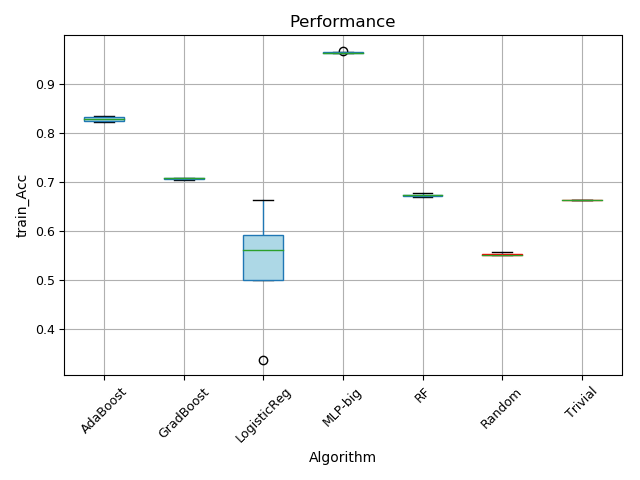 Performance
train_Acc
0.9
0.8
0.7
0.6
0.5
0.4
AdaBoost
GradBoost
LogisticReg
MLP-big
RF
Random
Trivial
Algorithm